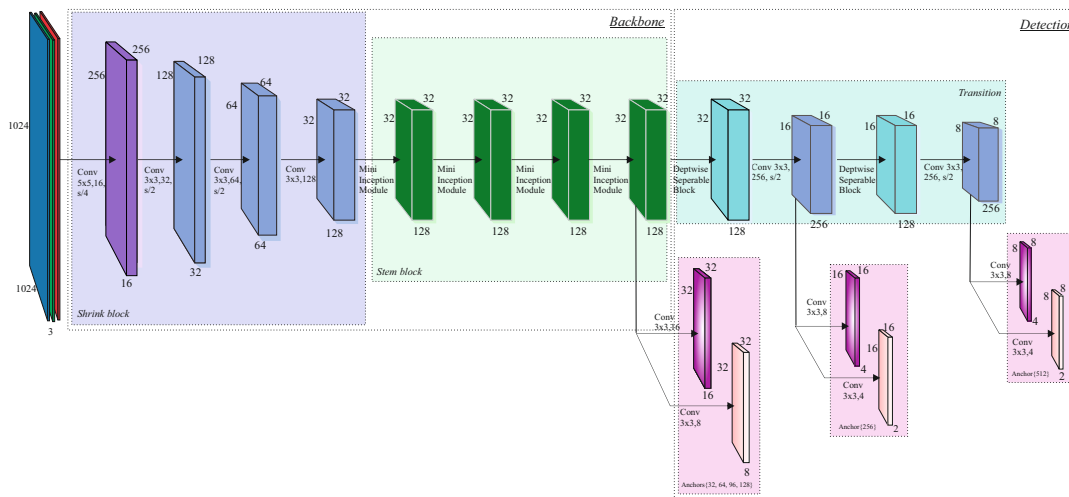 Backbone
Detection
1024
1024
3
256
256
16
Conv
5x5,16,
s/4
128
128
32
Conv
3x3,32,
s/2
64
64
64
Conv
3x3,64,
s/2
32
32
128
Conv
3x3,128
Shrink block
Mini
Inception
Module
32
32
128
Mini
Inception
Module
32
32
128
Mini
Inception
Module
32
32
128
Mini
Inception
Module
32
32
128
Stem block
Transition
Deptwise
Seperable
Block
32
32
128
Conv 3x3,
256, s/2
16
16
256
Deptwise
Seperable
Block
16
16
128
Conv 3x3,
256, s/2
8
8
256
Conv
3x3,36
32
32
16
Conv
3x3,8
32
32
8
Anchors{32, 64, 96, 128}
Conv
3x3,8
16
16
4
Conv
3x3,4
16
16
2
Anchor{256}
Conv
3x3,8
8
8
4
Conv
3x3,4
8
8
2
Anchor{512}